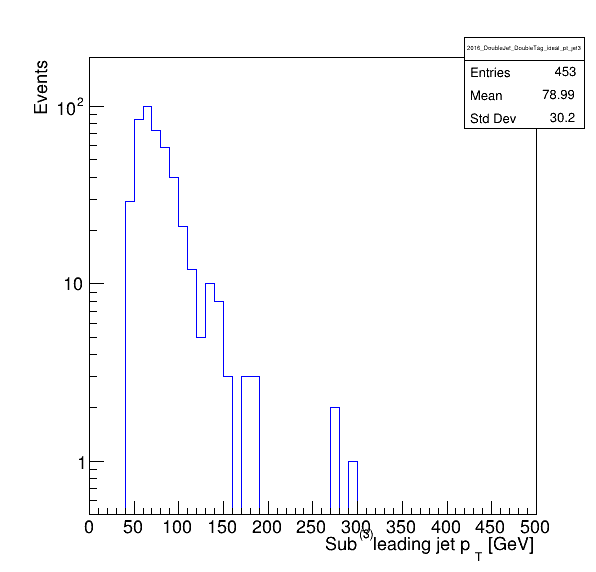 2016_DoubleJet_DoubleTag_ideal_pt_jet3
Entries 453
Mean 78.99
Std Dev 30.2
Events
10²
10
1
0 50 100 150 200 250 300 350 400 450 500
Sub(3)leading jet p_T [GeV]